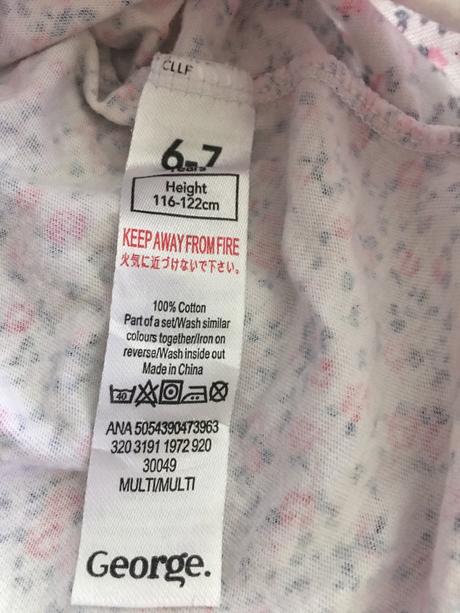 CLLF
6-7
Years
Height
116-122cm
KEEP AWAY FROM FIRE
火気に近づけないで下さい。
100% Cotton
Part of a set/Wash similar
colours together/Iron on
reverse/Wash inside out
Made in China
40
ANA 5054390473963
320 3191 1972 920
30049
MULTI/MULTI
George.